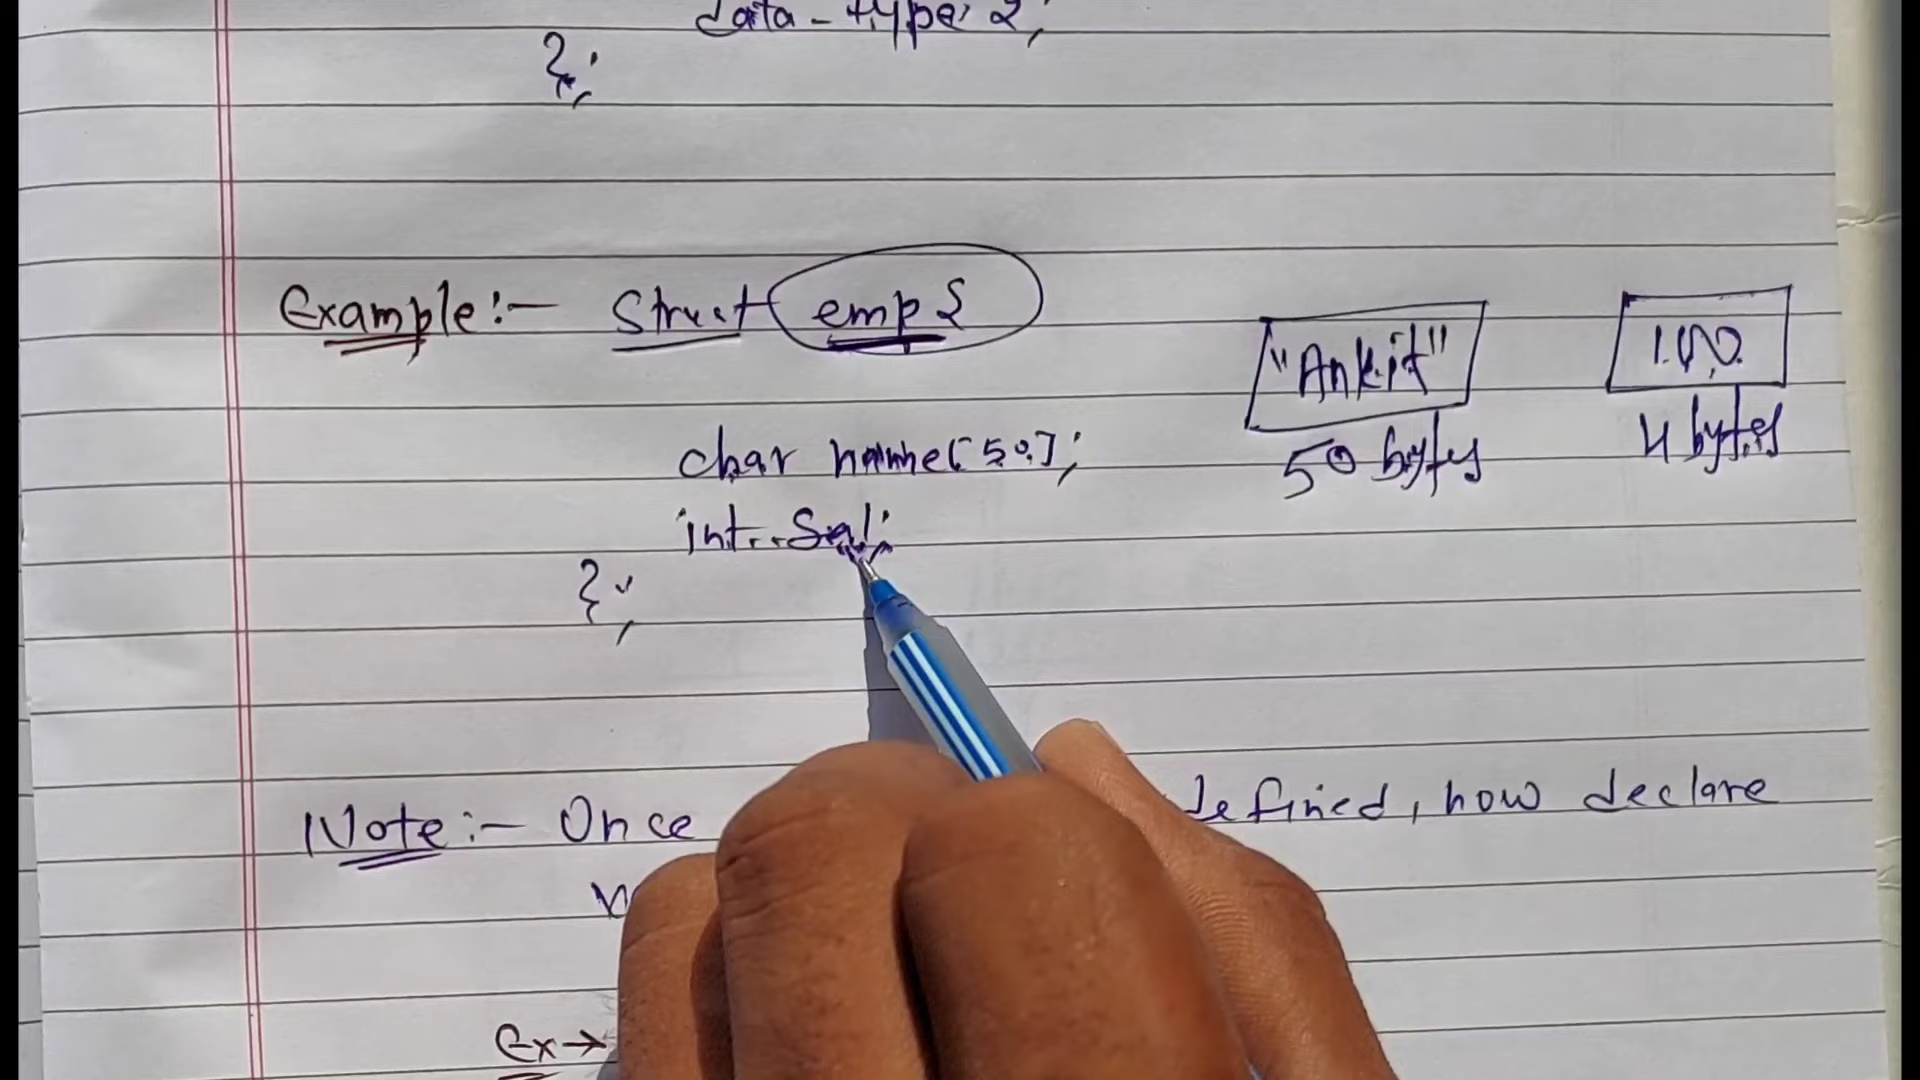 data-type 2;
};
Example:- Struct emp {
"Ankit"
100
char name[50];
50 bytes
4 bytes
int Sal;
};
Note:- Once defined, how declare
Ex→